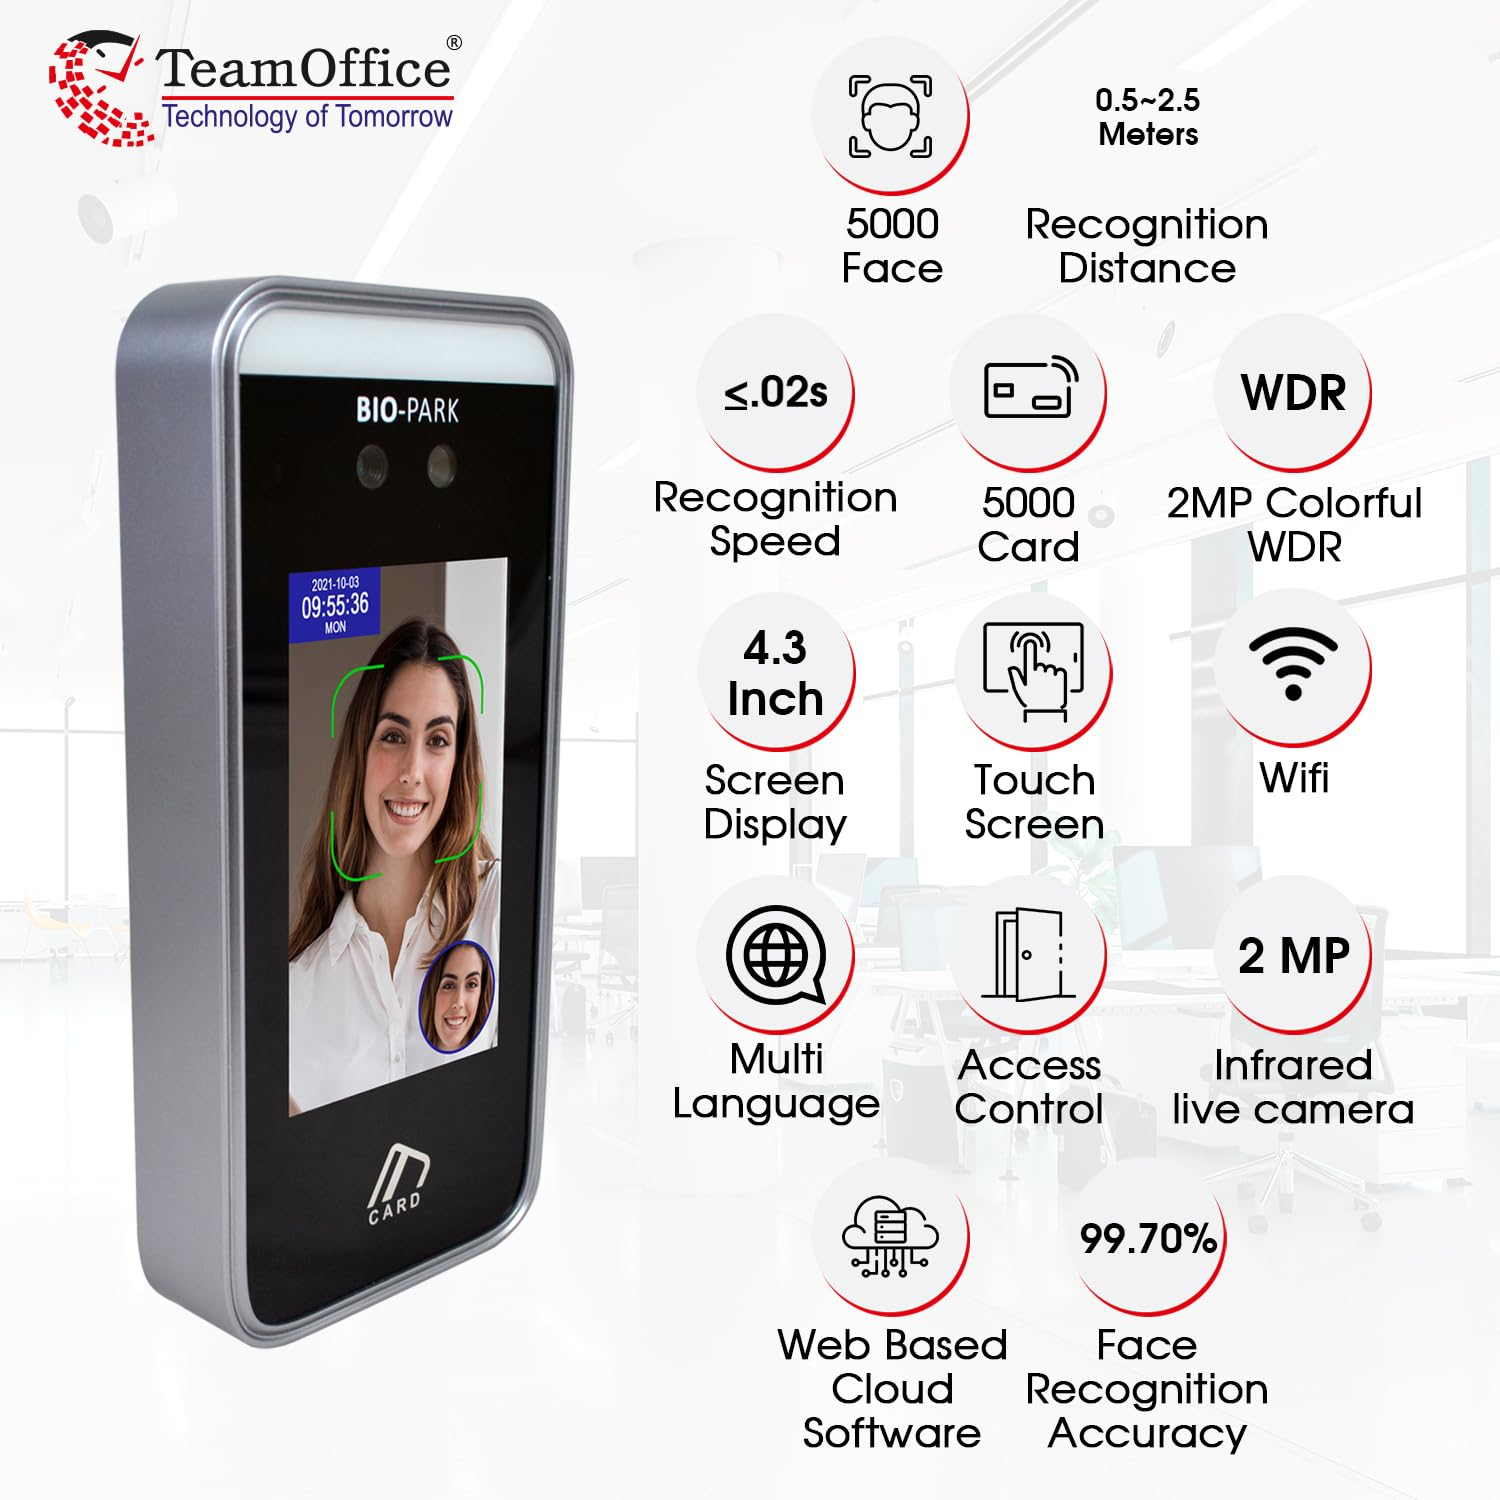 TeamOffice®
Technology of Tomorrow
BIO-PARK
2021-10-03
09:55:36
MON
CARD
0.5~2.5
Meters
5000
Face
Recognition
Distance
≤.02s
Recognition
Speed
5000
Card
WDR
2MP Colorful
WDR
4.3
Inch
Screen
Display
Touch
Screen
Wifi
Multi
Language
Access
Control
2 MP
Infrared
live camera
Web Based
Cloud
Software
99.70%
Face
Recognition
Accuracy